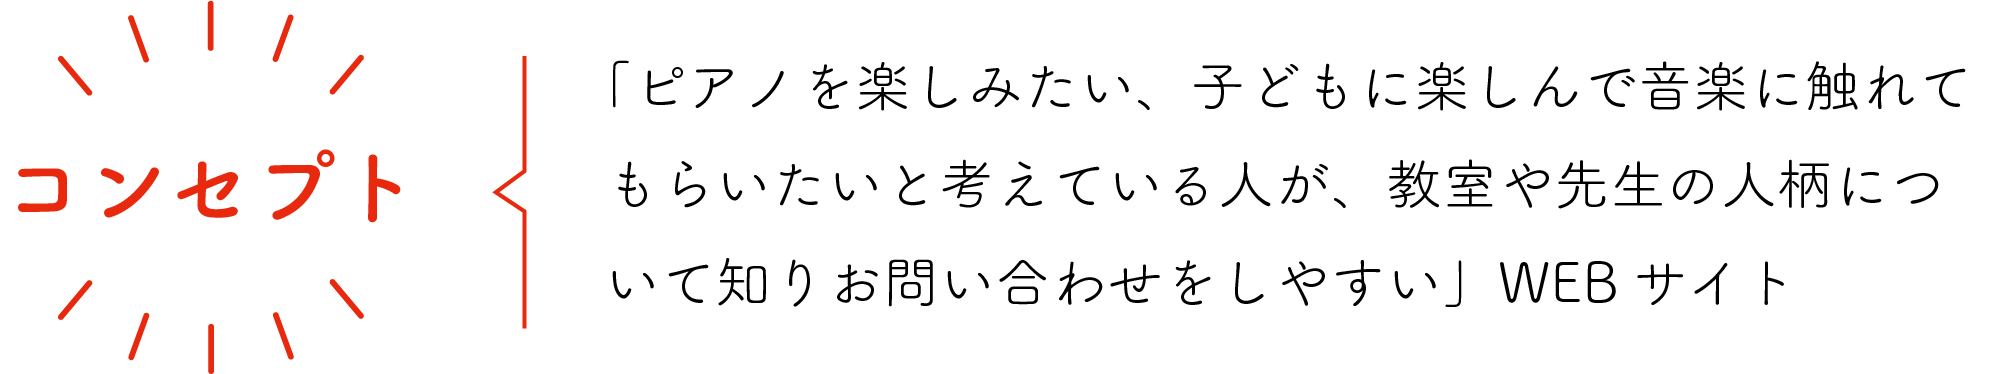 コンセプト
「ピアノを楽しみたい、子どもに楽しんで音楽に触れて
もらいたいと考えている人が、教室や先生の人柄につ
いて知りお問い合わせをしやすい」WEBサイト